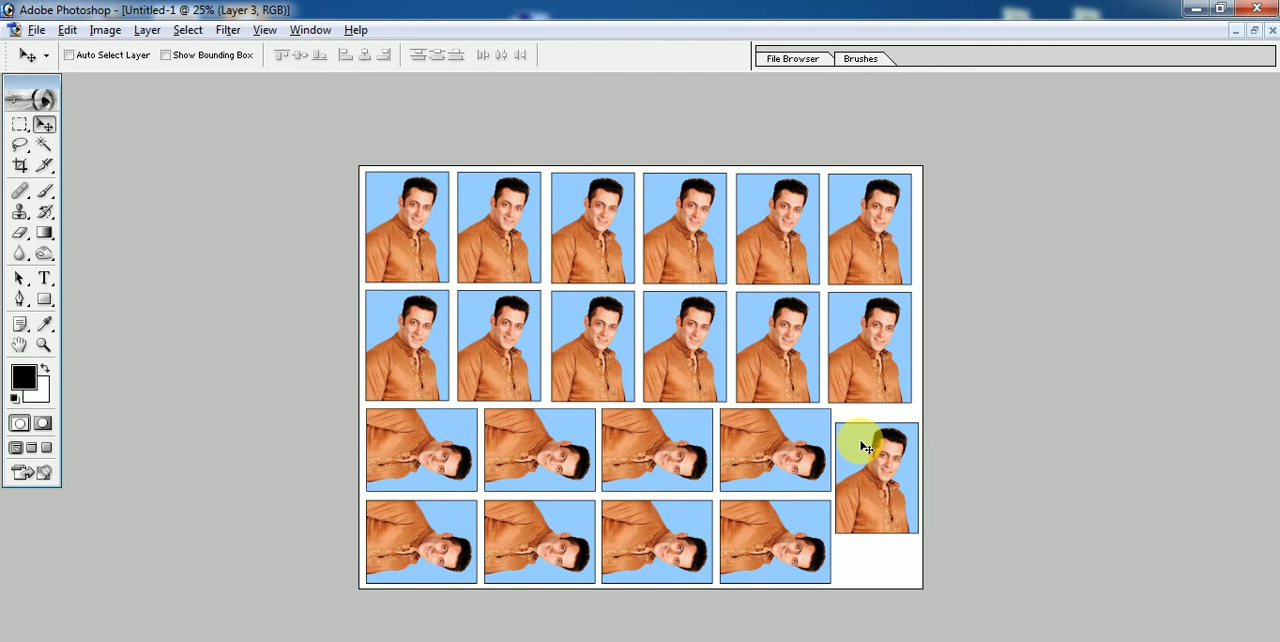 Adobe Photoshop - [Untitled-1 @ 25% (Layer 3, RGB)]
File Edit Image Layer Select Filter View Window Help
Auto Select Layer Show Bounding Box File Browser Brushes